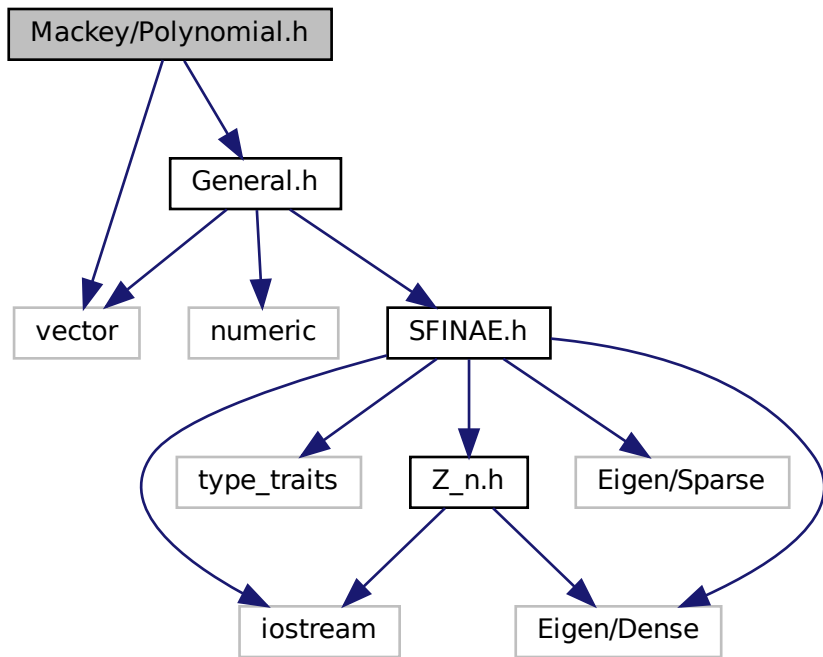 Mackey/Polynomial.h
General.h
vector
numeric
SFINAE.h
type_traits
Z_n.h
Eigen/Sparse
iostream
Eigen/Dense